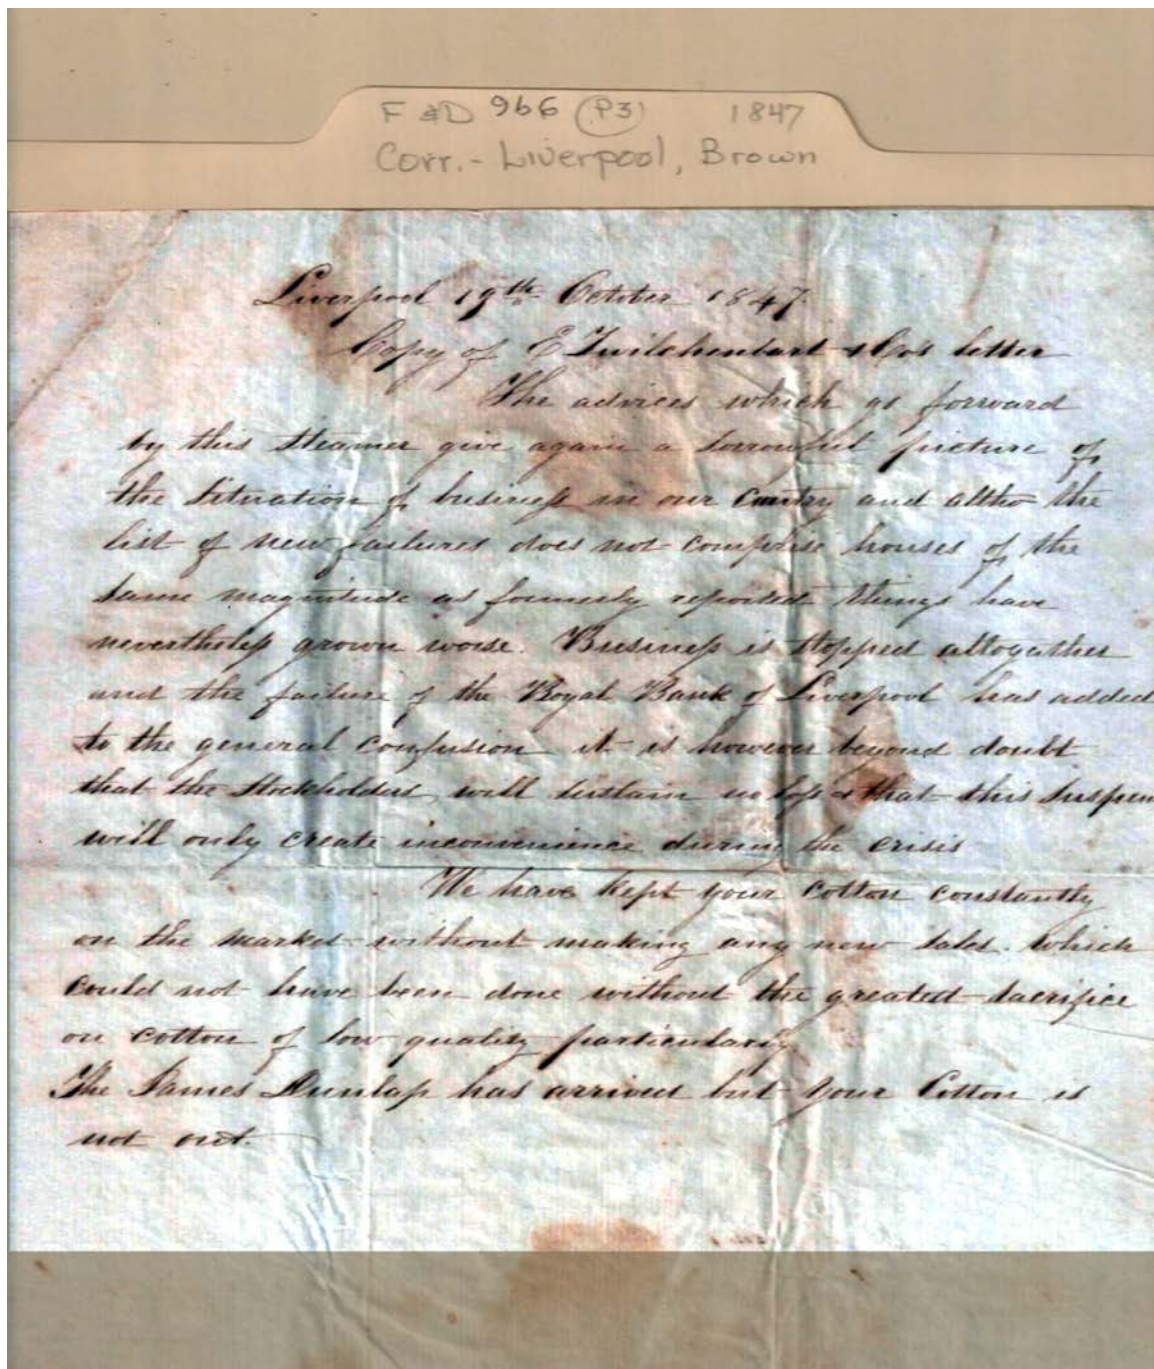 F & D 966 (P3) 1847
Corr. - Liverpool, Brown
Liverpool 19th October 1847.
Copy of E & Co's letter
The advices which go forward
by this steamer give again a sorrowful picture of
the situation of business in our country and altho the
list of new failures does not comprise houses of the
same magnitude as formerly reported things have
nevertheless grown worse. Business is stopped altogather
and the failure of the Royal Bank of Liverpool has added
to the general confusion it is however beyond doubt
that the stockholders will sustain no loss & that this suspen
will only create inconvenience during the crisis
We have kept your cotton constantly
on the market without making any new sales. which
could not have been done without the greatest sacrifice
on cotton of low quality particularly
The James Dunlap has arrived but your Cotton is
not out.